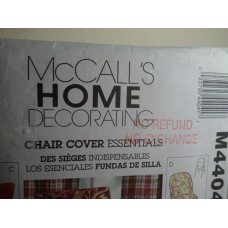 McCALL'S
HOME
DECORATING
NO REFUND
NO EXCHANGE
CHAIR COVER ESSENTIALS
DES SIÈGES INDISPENSABLES
LOS ESENCIALES FUNDAS DE SILLA
C
D
M4404